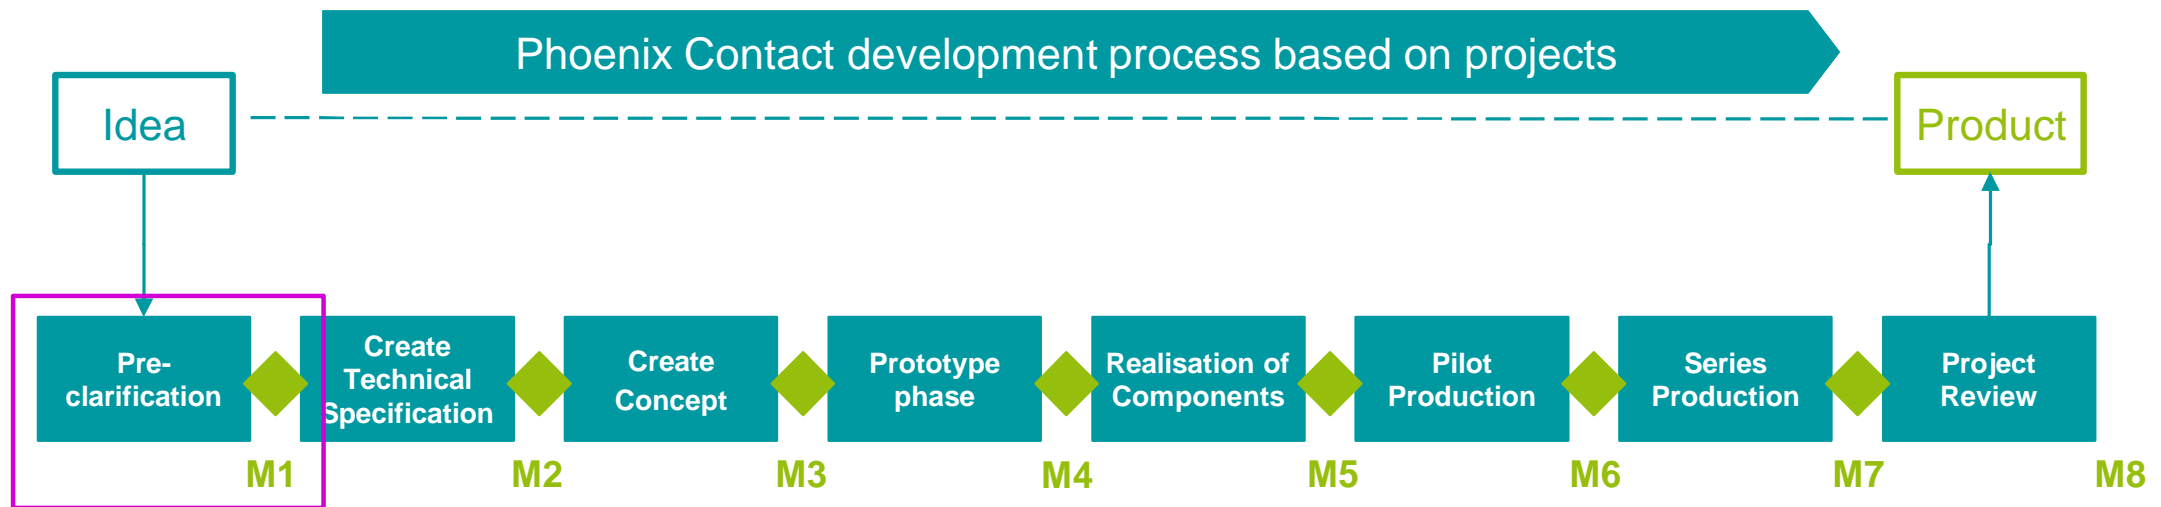 Phoenix Contact development process based on projects
Idea
Product
Pre-
clarification
Create
Technical
Specification
Create
Concept
Prototype
phase
Realisation of
Components
Pilot
Production
Series
Production
Project
Review
M1
M2
M3
M4
M5
M6
M7
M8